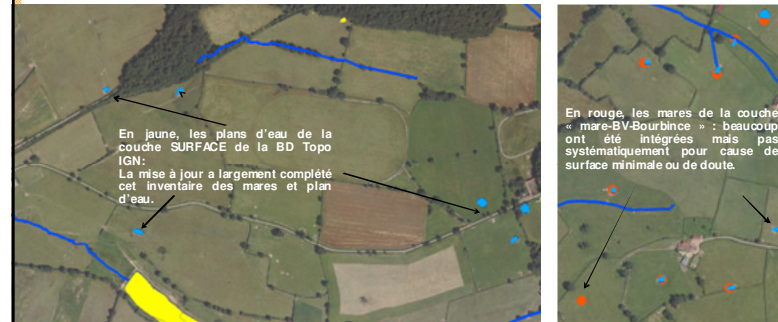 En jaune, les plans d'eau de la
couche SURFACE de la BD Topo
IGN:
La mise à jour a largement complété
cet inventaire des mares et plan
d'eau.
En rouge, les mares de la couche
« mare-BV-Bourbince » : beaucoup
ont été intégrées mais pas
systématiquement pour cause de
surface minimale ou de doute.